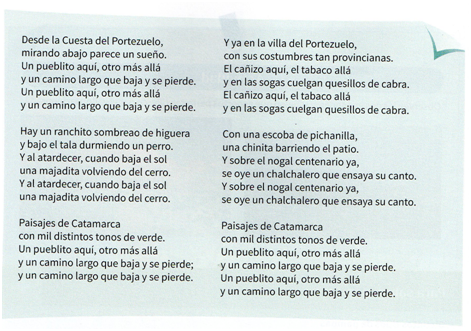 Desde la Cuesta del Portezuelo,
mirando abajo parece un sueño.
Un pueblito aquí, otro más allá
y un camino largo que baja y se pierde.
Un pueblito aquí, otro más allá
y un camino largo que baja y se pierde.
Hay un ranchito sombreao de higuera
y bajo el tala durmiendo un perro.
Y al atardecer, cuando baja el sol
una majadita volviendo del cerro.
Y al atardecer, cuando baja el sol
una majadita volviendo del cerro.
Paisajes de Catamarca
con mil distintos tonos de verde.
Un pueblito aquí, otro más allá
y un camino largo que baja y se pierde;
y un camino largo que baja y se pierde.
Y ya en la villa del Portezuelo,
con sus costumbres tan provincianas.
El cañizo aquí, el tabaco allá
y en las sogas cuelgan quesillos de cabra.
El cañizo aquí, el tabaco allá
y en las sogas cuelgan quesillos de cabra.
Con una escoba de pichanilla,
una chinita barriendo el patio.
Y sobre el nogal centenario ya,
se oye un chalchalero que ensaya su canto.
Y sobre el nogal centenario ya,
se oye un chalchalero que ensaya su canto.
Paisajes de Catamarca
con mil distintos tonos de verde.
Un pueblito aquí, otro más allá
y un camino largo que baja y se pierde.
Un pueblito aquí, otro más allá
y un camino largo que baja y se pierde.